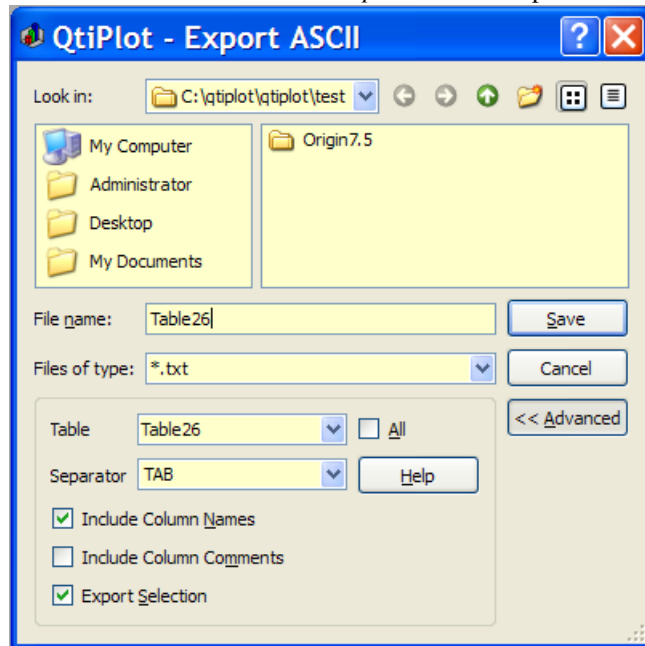 QtiPlot - Export ASCII
Look in: C:\qtiplot\qtiplot\test
My Computer
Administrator
Desktop
My Documents
Origin7.5
File name: Table26 Save
Files of type: *.txt Cancel
Table Table26 All << Advanced
Separator TAB Help
Include Column Names
Include Column Comments
Export Selection